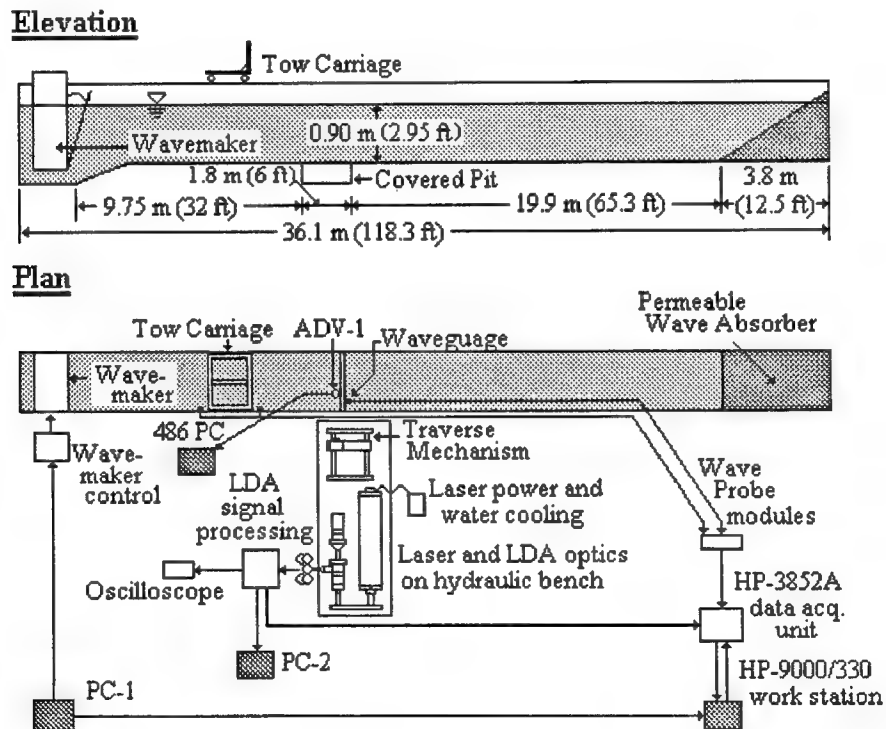 Elevation
Tow Carriage
Wavemaker
0.90 m (2.95 ft)
1.8 m (6 ft)
Covered Pit
3.8 m
9.75 m (32 ft)
19.9 m (65.3 ft)
(12.5 ft)
36.1 m (118.3 ft)
Plan
Permeable
Wave Absorber
Tow Carriage
ADV-1
Waveguage
Wave-
maker
486 PC
Traverse
Mechanism
Wave-
maker
control
LDA
signal
processing
Wave
Probe
modules
Laser power and
water cooling
Laser and LDA optics
on hydraulic bench
Oscilloscope
HP-3852A
data acq.
unit
PC-2
HP-9000/330
work station
PC-1